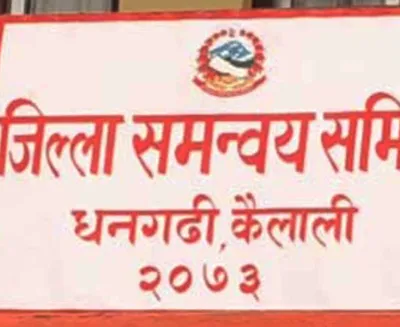 जिल्ला समन्वय समि
धनगढी, कैलाली
२०७३